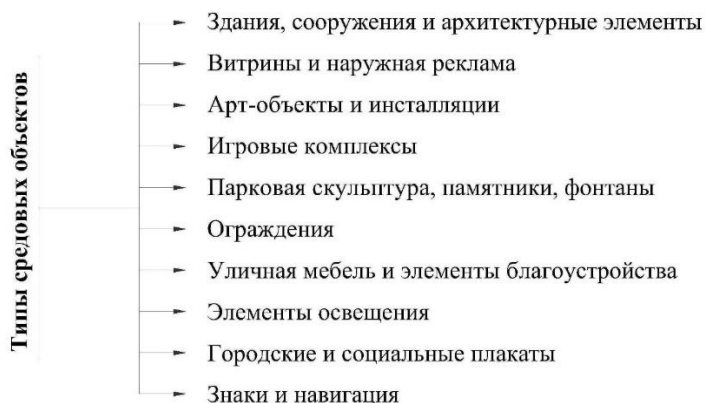 Типы средовых объектов
Здания, сооружения и архитектурные элементы
Витрины и наружная реклама
Арт-объекты и инсталляции
Игровые комплексы
Парковая скульптура, памятники, фонтаны
Ограждения
Уличная мебель и элементы благоустройства
Элементы освещения
Городские и социальные плакаты
Знаки и навигация